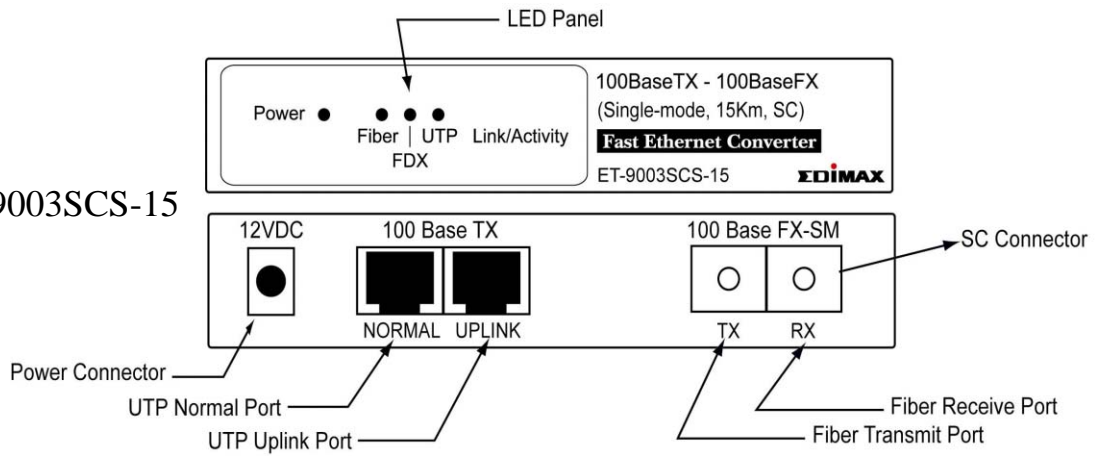 LED Panel
100BaseTX - 100BaseFX
(Single-mode, 15Km, SC)
Power
Fiber UTP Link/Activity
FDX
Fast Ethernet Converter
ET-9003SCS-15 EDIMAX
9003SCS-15
12VDC 100 Base TX 100 Base FX-SM
SC Connector
NORMAL UPLINK TX RX
Power Connector
UTP Normal Port Fiber Receive Port
UTP Uplink Port Fiber Transmit Port